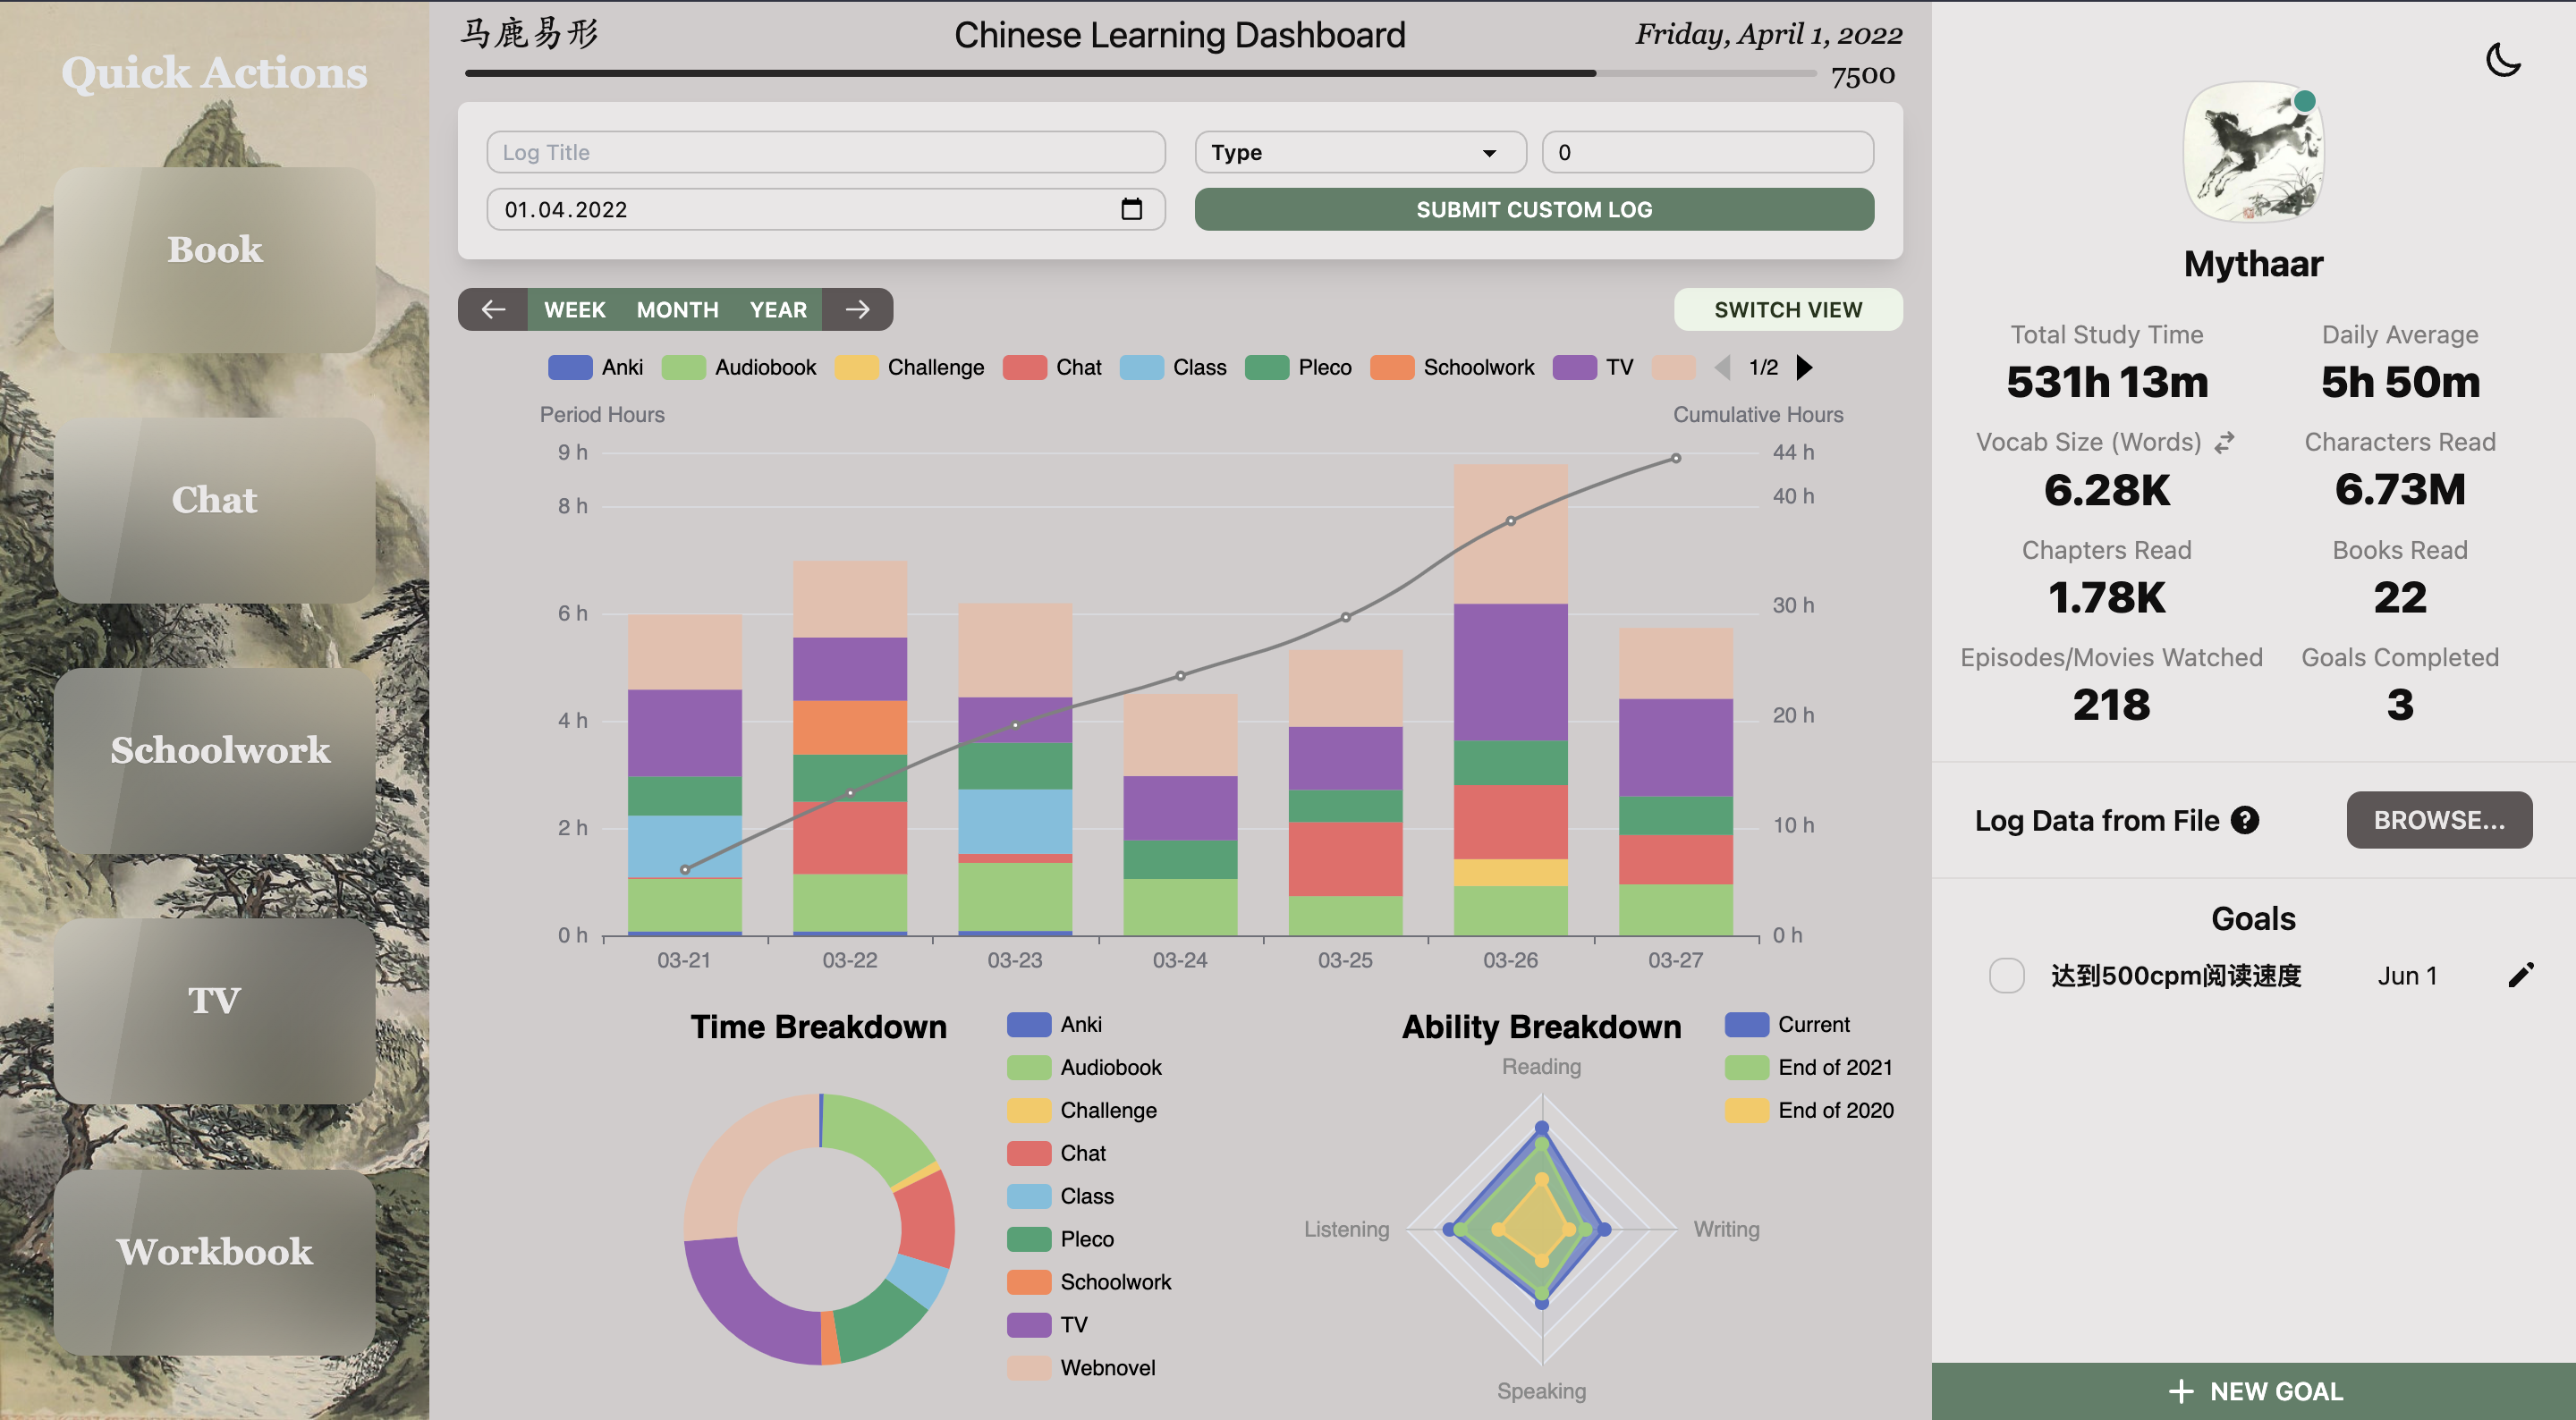 Quick Actions
Book
Chat
Schoolwork
TV
Workbook
马鹿易形
Chinese Learning Dashboard
Friday, April 1, 2022
7500
Log Title
Type
0
01.04.2022
SUBMIT CUSTOM LOG
WEEK MONTH YEAR
SWITCH VIEW
Anki Audiobook Challenge Chat Class Pleco Schoolwork TV 1/2
Period Hours
Cumulative Hours
9 h
8 h
6 h
4 h
2 h
0 h
44 h
40 h
30 h
20 h
10 h
0 h
03-21 03-22 03-23 03-24 03-25 03-26 03-27
Time Breakdown
Anki
Audiobook
Challenge
Chat
Class
Pleco
Schoolwork
TV
Webnovel
Ability Breakdown
Current
End of 2021
End of 2020
Reading
Listening
Writing
Speaking
Mythaar
Total Study Time
531h 13m
Daily Average
5h 50m
Vocab Size (Words)
6.28K
Characters Read
6.73M
Chapters Read
1.78K
Books Read
22
Episodes/Movies Watched
218
Goals Completed
3
Log Data from File ?
BROWSE...
Goals
达到500cpm阅读速度 Jun 1
+ NEW GOAL